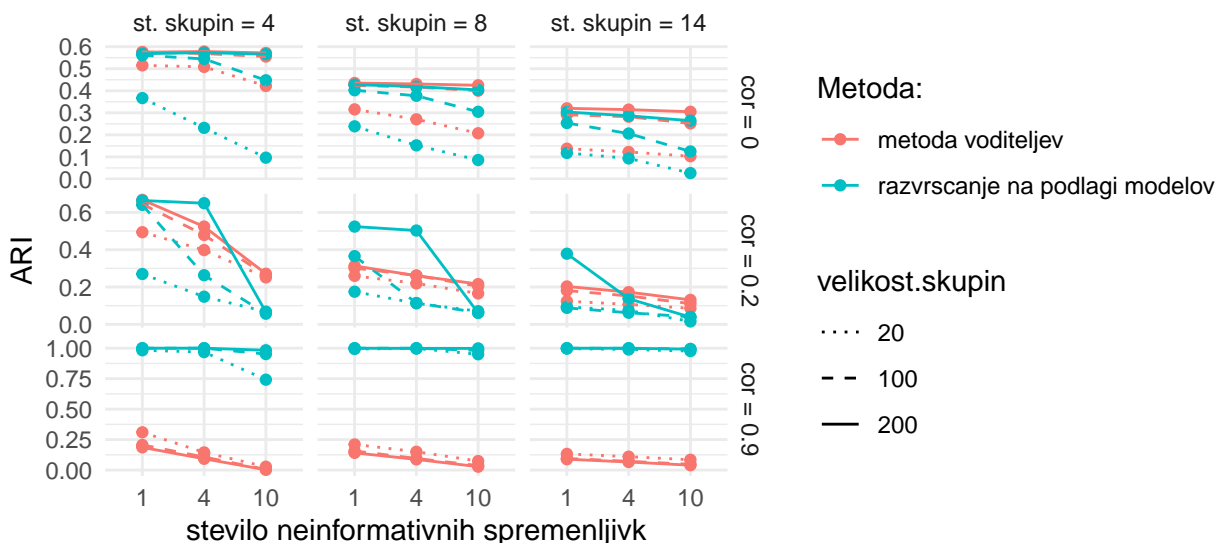 st. skupin = 4
st. skupin = 8
st. skupin = 14
0.6
0.5
0.4
0.3
0.2
0.1
0.0
cor = 0
0.6
0.4
0.2
0.0
cor = 0.2
1.00
0.75
0.50
0.25
0.00
cor = 0.9
ARI
1 4 10
1 4 10
1 4 10
stevilo neinformativnih spremenljivk
Metoda:
metoda voditeljev
razvrscanje na podlagi modelov
velikost.skupin
20
100
200